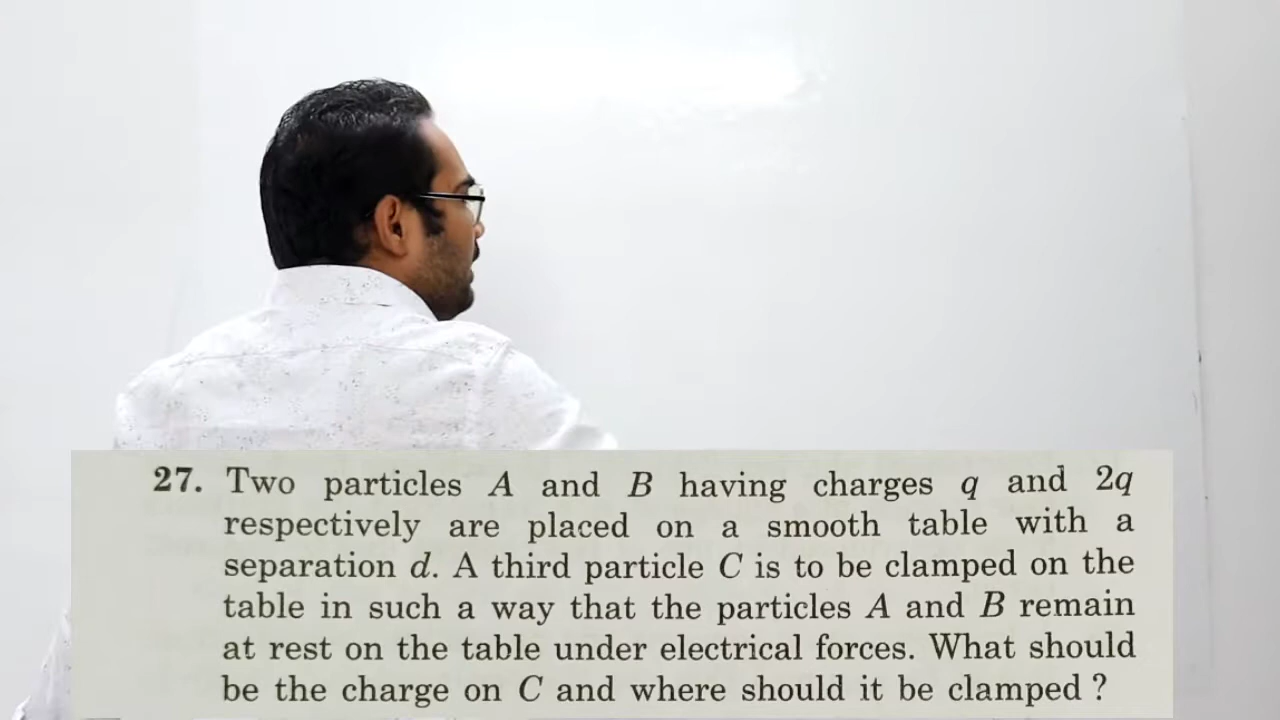 27. Two particles A and B having charges q and 2q
respectively are placed on a smooth table with a
separation d. A third particle C is to be clamped on the
table in such a way that the particles A and B remain
at rest on the table under electrical forces. What should
be the charge on C and where should it be clamped ?